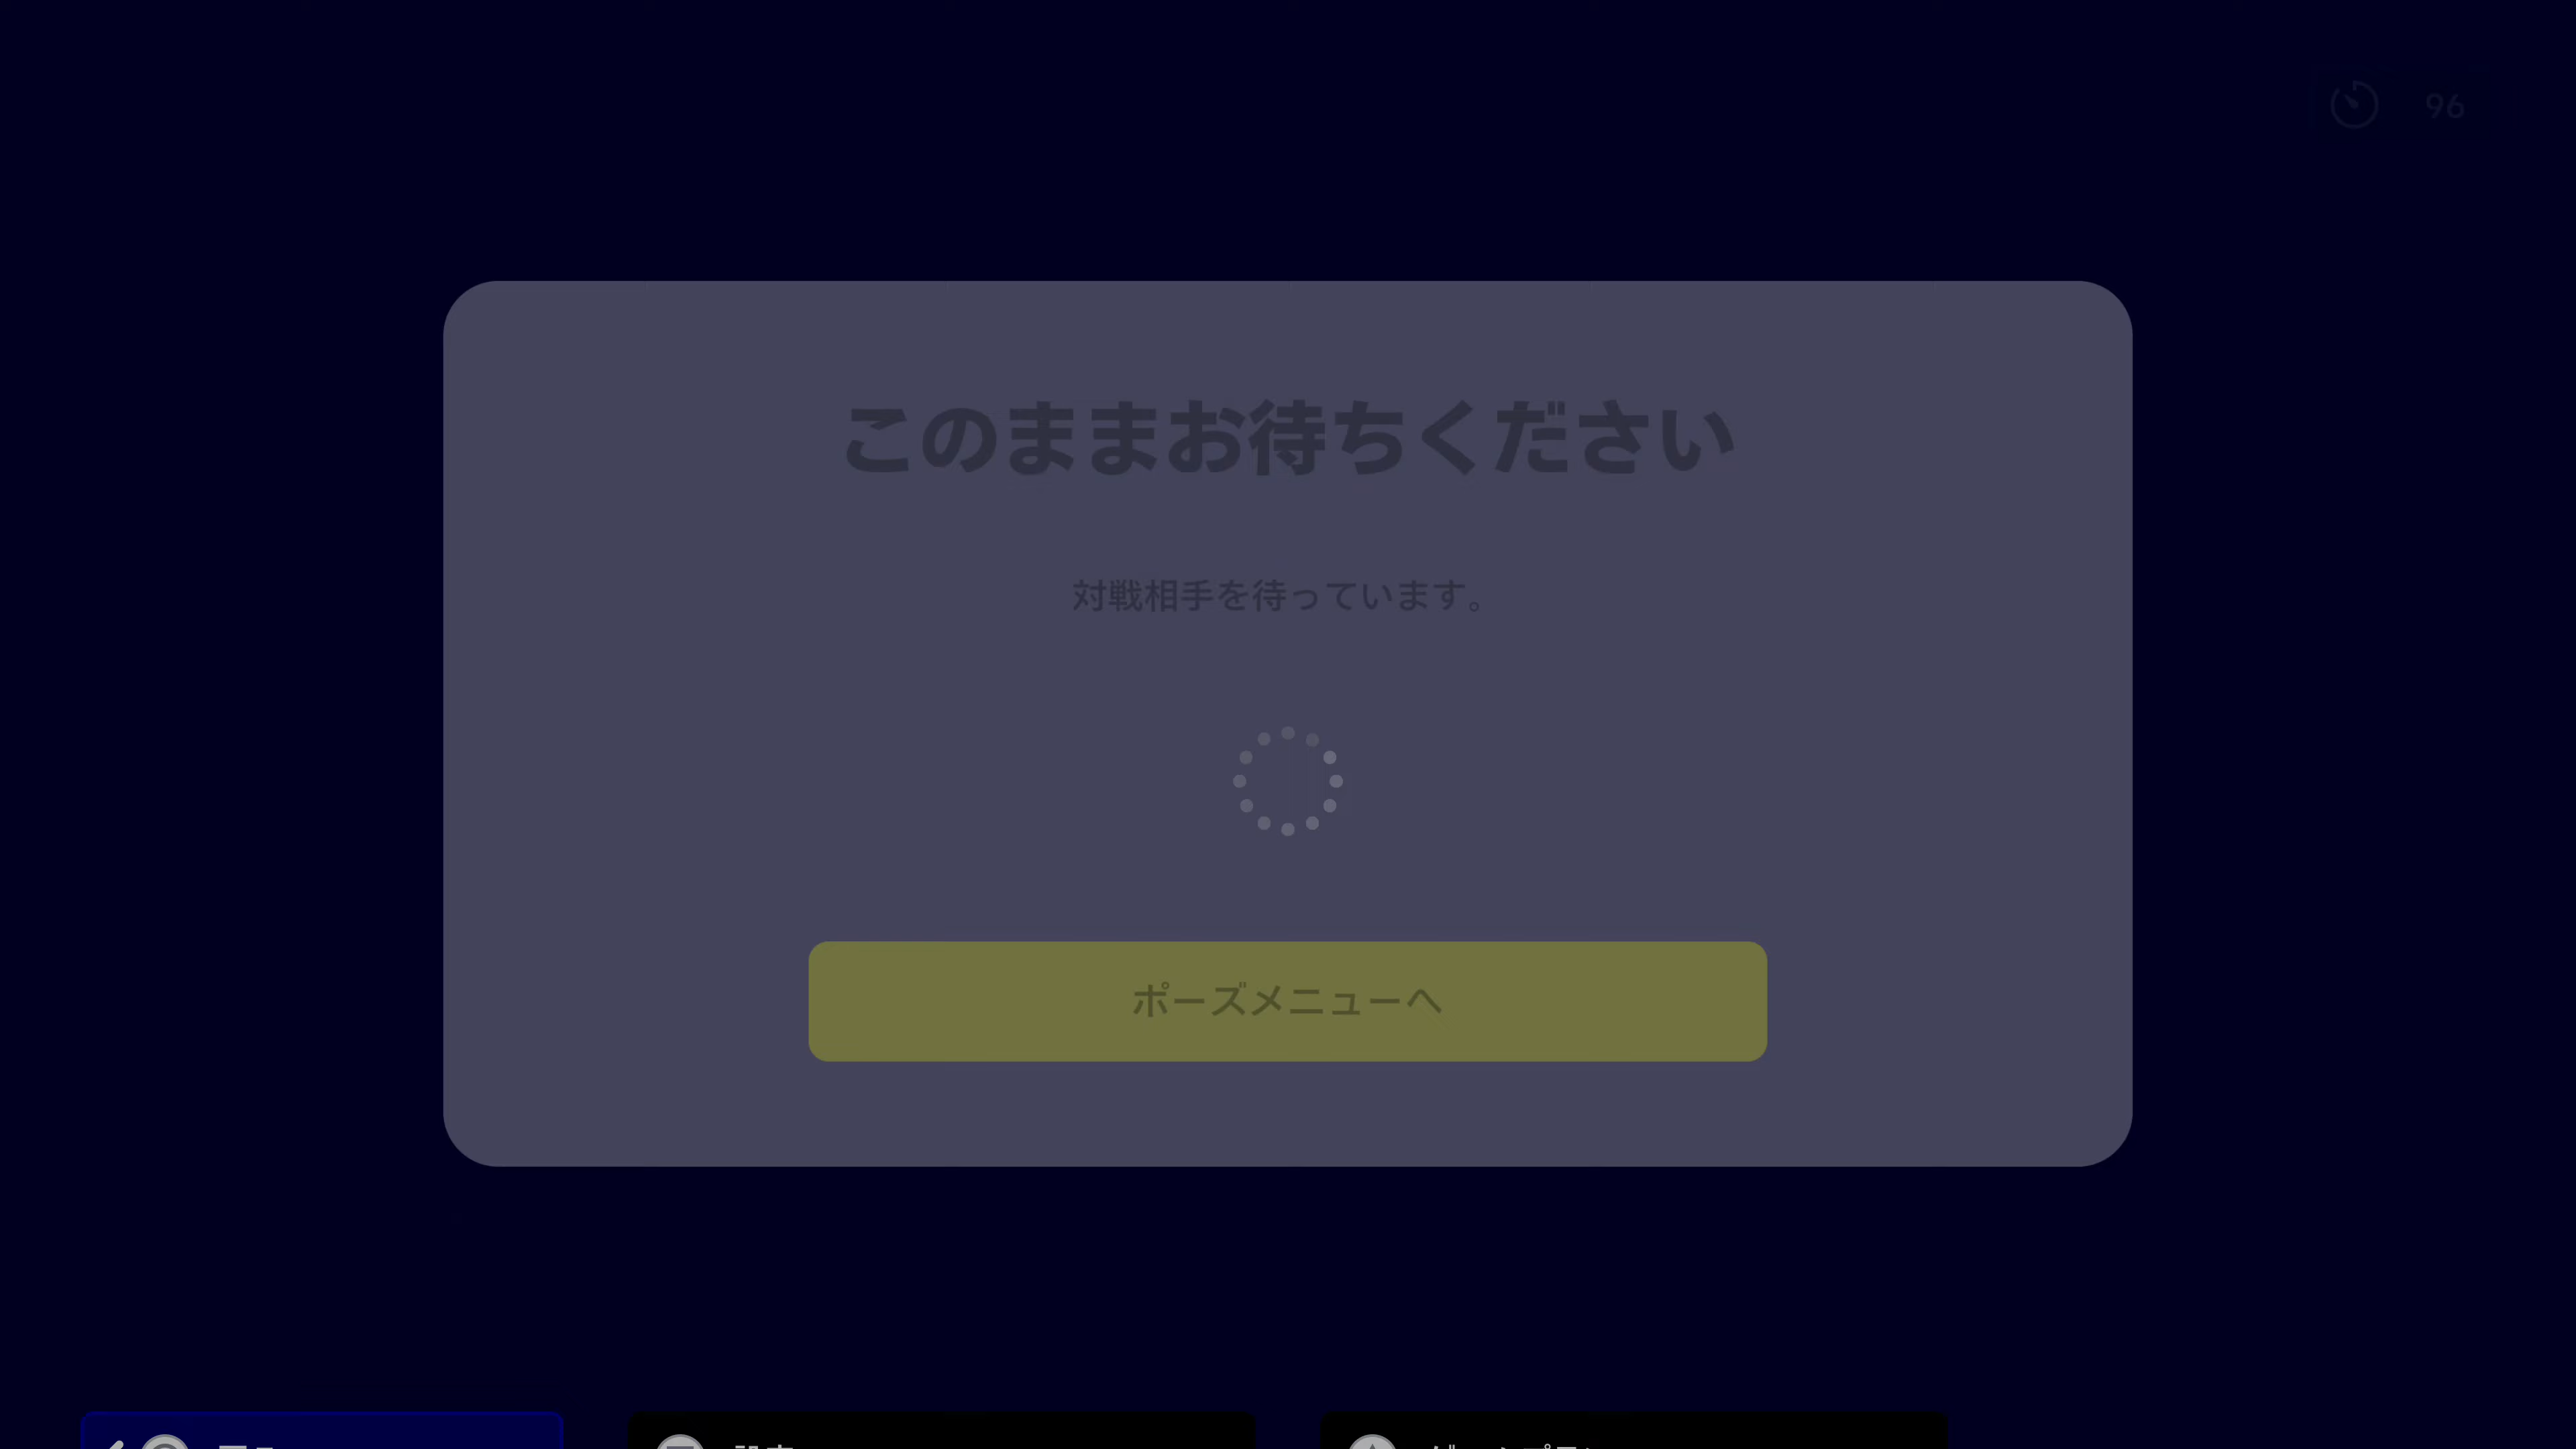 96
このままお待ちください
対戦相手を待っています。
ポーズメニューへ